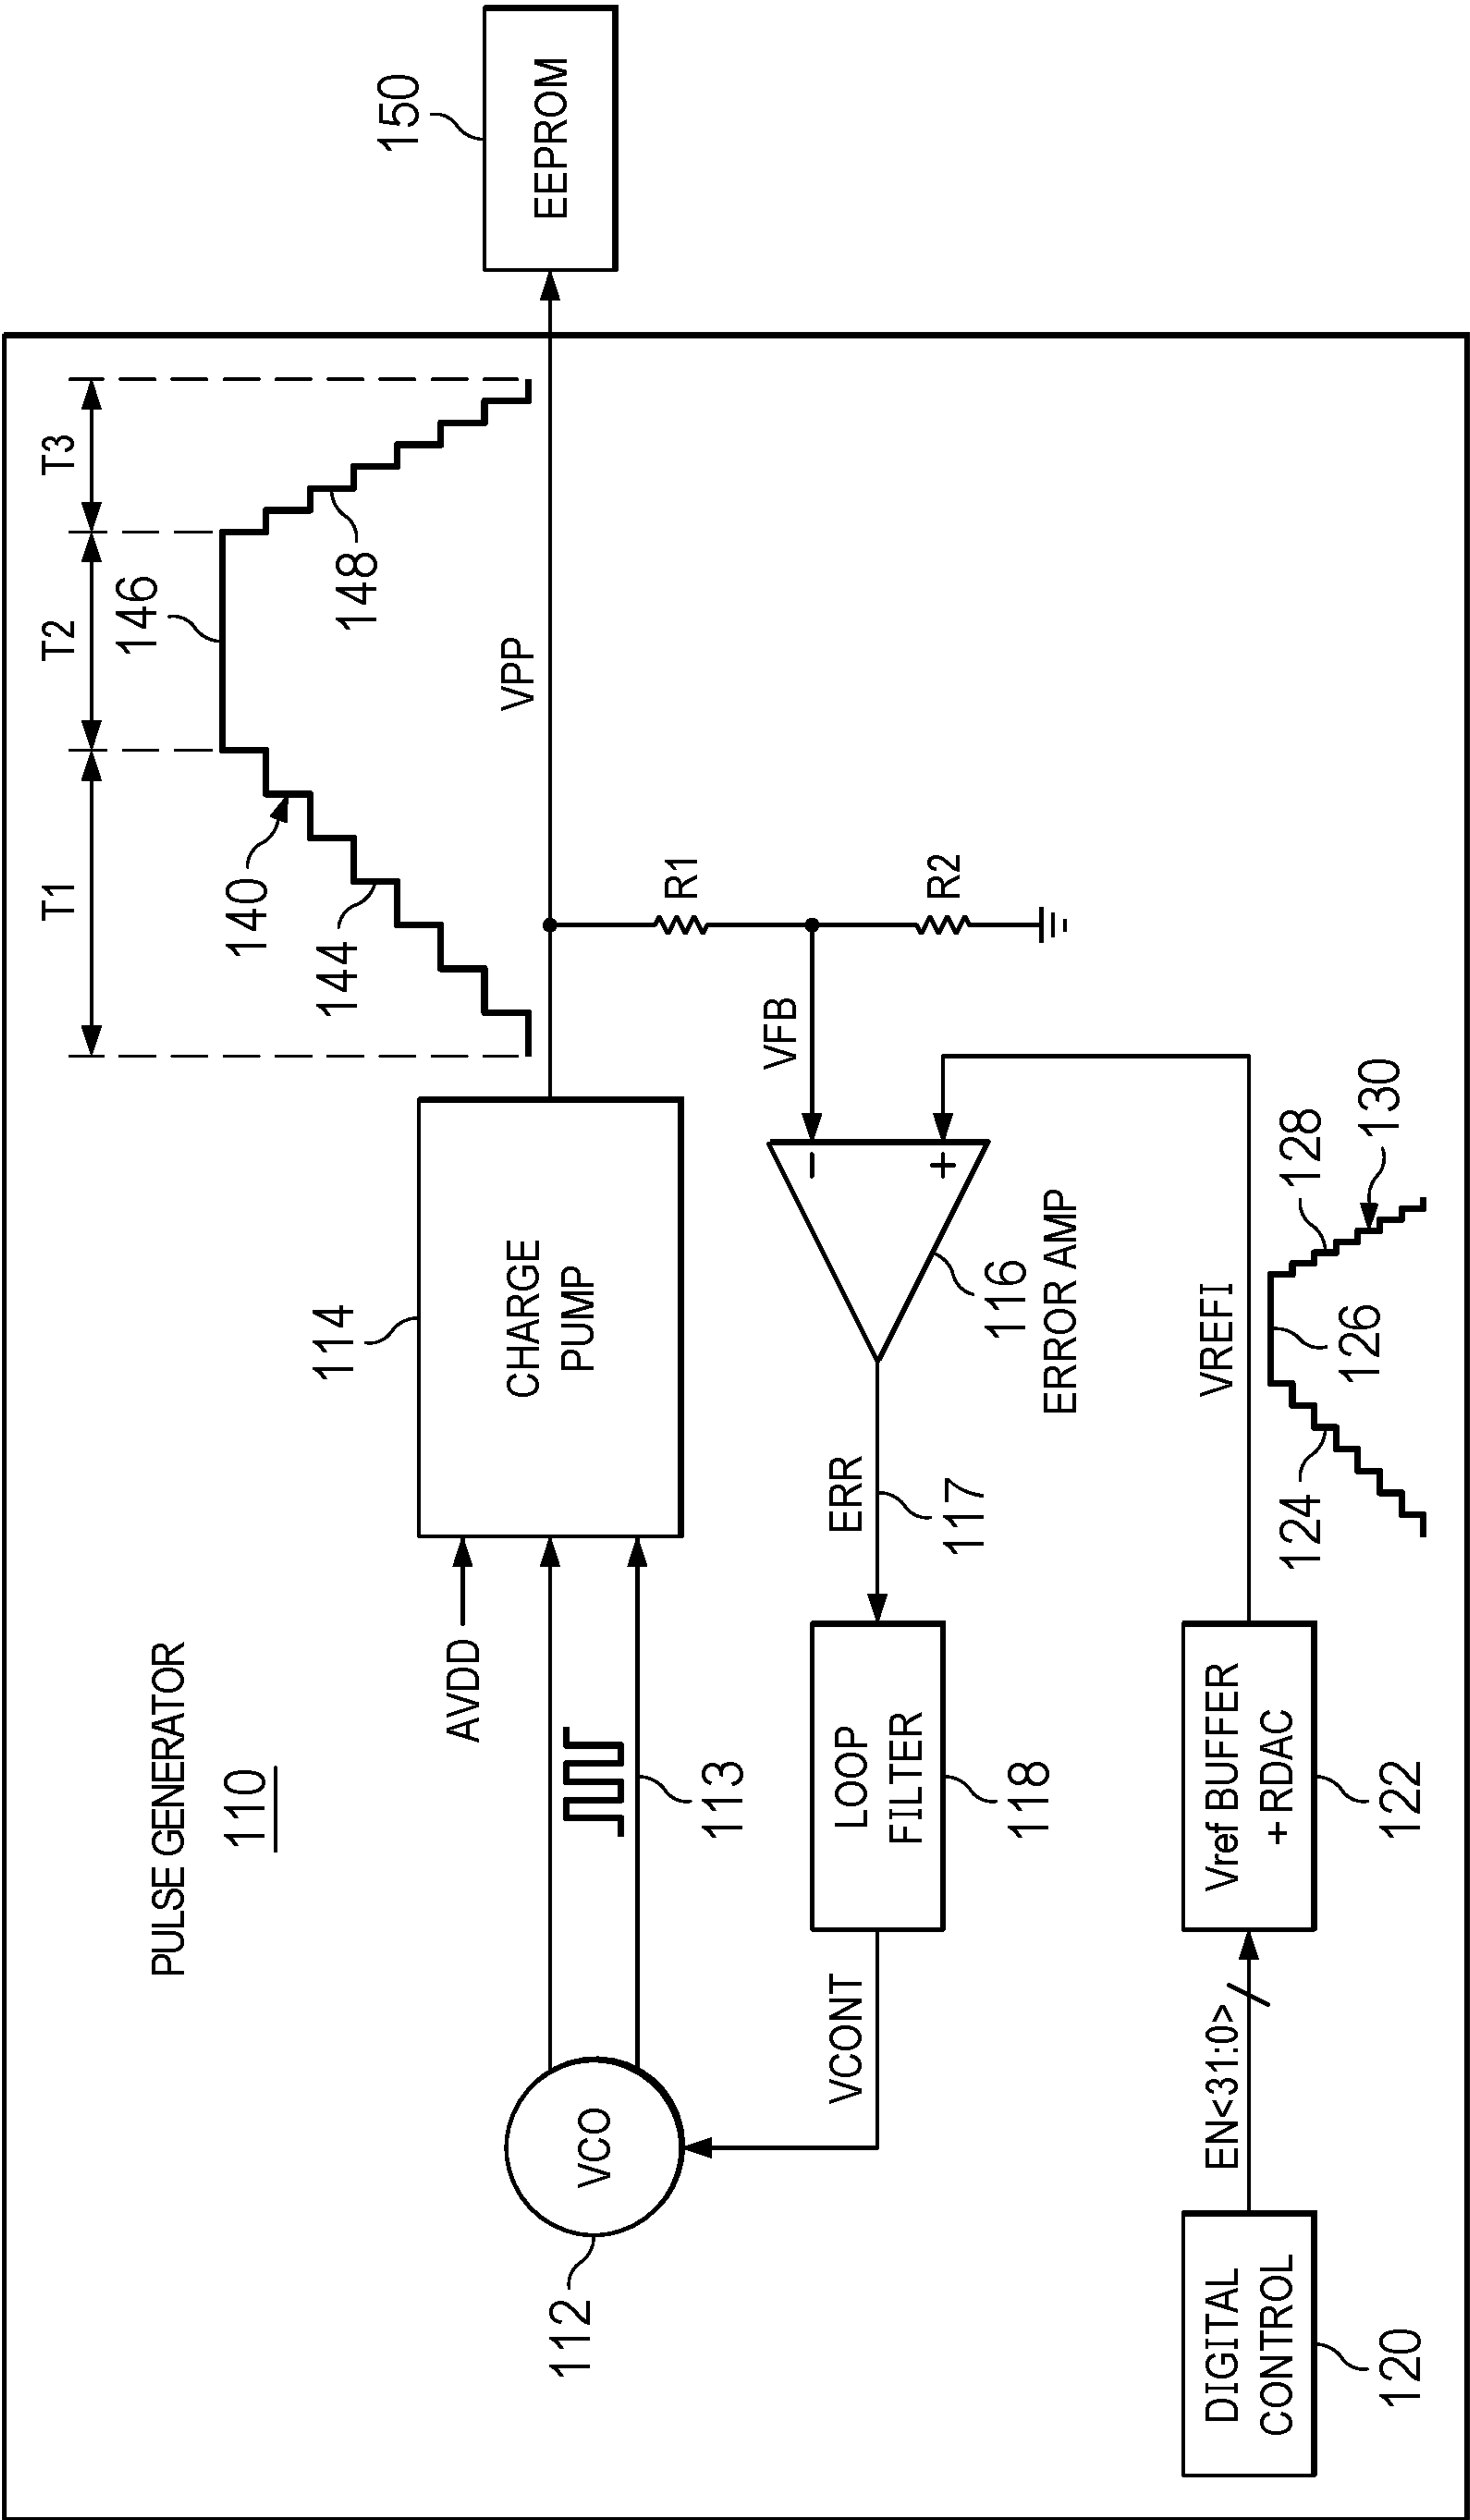 PULSE GENERATOR
110
T1
T2
T3
140
144
146
148
150
EEPROM
VPP
114
CHARGE
PUMP
AVDD
113
VCO
112
R1
R2
VFB
-
+
116
ERROR AMP
ERR
117
LOOP
FILTER
118
VCONT
VREFI
124
126
128
130
Vref BUFFER
+ RDAC
122
EN<31:0>
DIGITAL
CONTROL
120